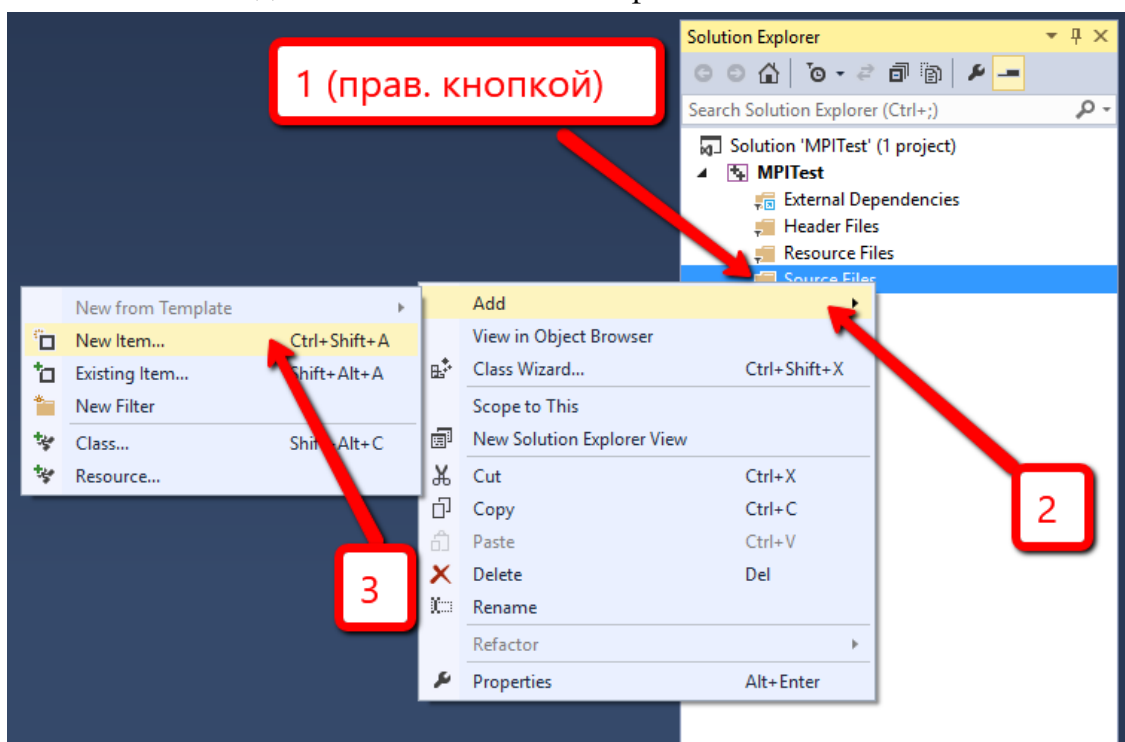 Solution Explorer
1 (прав. кнопкой)
Search Solution Explorer (Ctrl+;)
Solution 'MPITest' (1 project)
MPITest
External Dependencies
Header Files
Resource Files
Source Files
New from Template
New Item... Ctrl+Shift+A
Existing Item... Shift+Alt+A
New Filter
Class... Shift+Alt+C
Resource...
Add
View in Object Browser
Class Wizard... Ctrl+Shift+X
Scope to This
New Solution Explorer View
Cut Ctrl+X
Copy Ctrl+C
Paste Ctrl+V
Delete Del
Rename
Refactor
Properties Alt+Enter
2
3